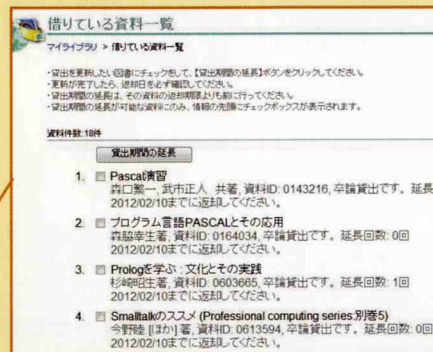 借りている資料一覧
マイライブラリ > 借りている資料一覧
・貸出を更新したい図書にチェックをして、【貸出期間の延長】ボタンをクリックしてください。
・更新が完了したら、返却日を必ず確認してください。
・貸出期間の延長は、その資料の返却期限よりも前に行ってください。
・貸出期間の延長が可能な資料にのみ、情報の先頭にチェックボックスが表示されます。
資料件数:18件
貸出期間の延長
1. Pascal演習
森口繁一, 武市正人 共著, 資料ID: 0143216, 卒論貸出です。延長
2012/02/10までに返却してください。
2. プログラム言語PASCALとその応用
森脇幸生著, 資料ID: 0164034, 卒論貸出です。延長回数: 0回
2012/02/10までに返却してください。
3. Prologを学ぶ : 文化とその実践
杉崎昭生著, 資料ID: 0603665, 卒論貸出です。延長回数: 1回
2012/02/10までに返却してください。
4. Smalltalkのススメ (Professional computing series:別巻5)
今野睦 [ほか] 著, 資料ID: 0613594, 卒論貸出です。延長回数: 0回
2012/02/10までに返却してください。